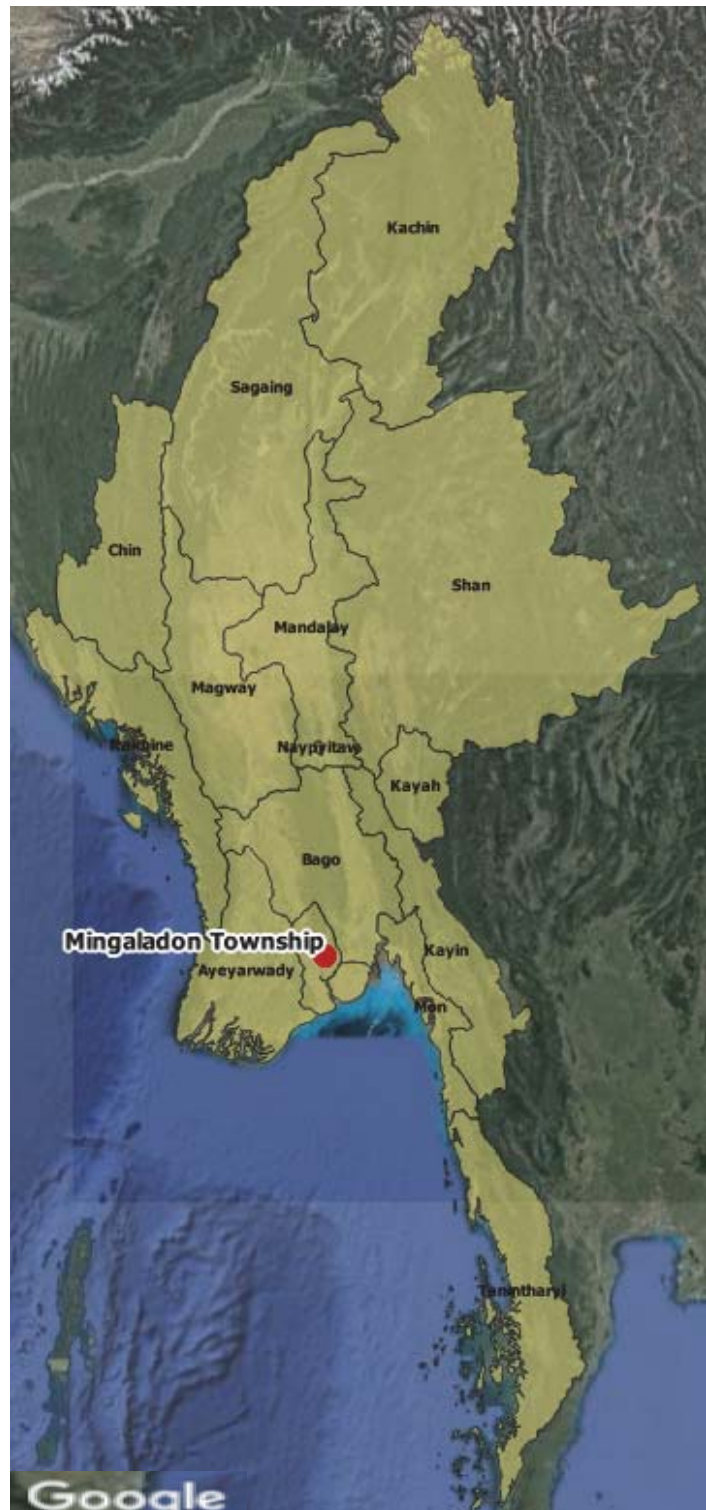 Kachin
Sagaing
Chin
Shan
Mandalay
Magway
Rakhine
Naypyitaw
Kayah
Bago
Mingaladon Township
Kayin
Ayeyarwady
Mon
Tanintharyi
Google